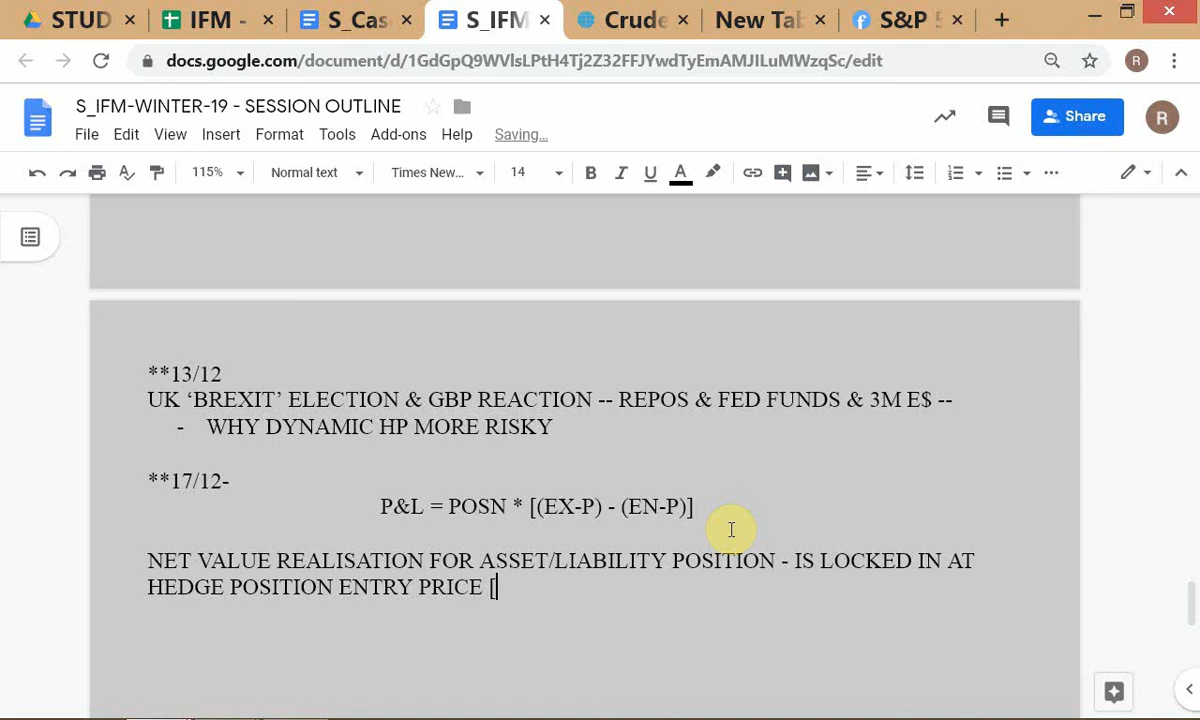 STUD
IFM -
S_Cas
S_IFM
Crude
New Tab
S&P 5
docs.google.com/document/d/1GdGpQ9WVlsLPtH4Tj2Z32FFJYwdTyEmAMJILuMWzqSc/edit
R
S_IFM-WINTER-19 - SESSION OUTLINE
File Edit View Insert Format Tools Add-ons Help Saving...
Share
R
115% Normal text Times New... 14 B I U A
**13/12
UK ‘BREXIT’ ELECTION & GBP REACTION -- REPOS & FED FUNDS & 3M E$ --
- WHY DYNAMIC HP MORE RISKY
**17/12-
P&L = POSN * [(EX-P) - (EN-P)]
NET VALUE REALISATION FOR ASSET/LIABILITY POSITION - IS LOCKED IN AT
HEDGE POSITION ENTRY PRICE [